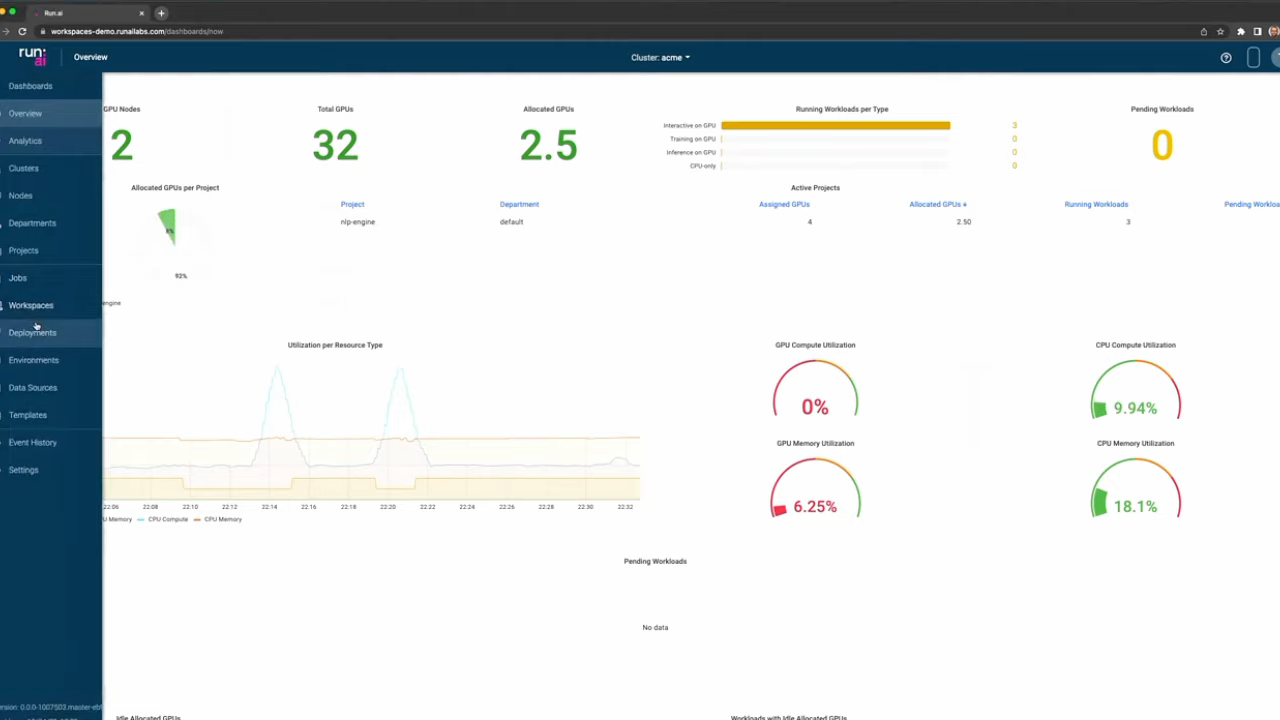 Run.ai
workspaces-demo.runailabs.com/dashboards/now
run:
ai
Overview
Cluster: acme
Dashboards
Overview
Analytics
Clusters
Nodes
Departments
Projects
Jobs
Workspaces
Deployments
Environments
Data Sources
Templates
Event History
Settings
GPU Nodes
2
Total GPUs
32
Allocated GPUs
2.5
Running Workloads per Type
Interactive on GPU 3
Training on GPU 0
Inference on GPU 0
CPU-only 0
Pending Workloads
0
Allocated GPUs per Project
8%
92%
engine
Active Projects
Project Department Assigned GPUs Allocated GPUs Running Workloads Pending
nlp-engine default 4 2.50 3
Utilization per Resource Type
22:06 22:08 22:10 22:12 22:14 22:16 22:18 22:20 22:22 22:24 22:26 22:28 22:30 22:32
Memory CPU Compute CPU Memory
GPU Compute Utilization
0%
CPU Compute Utilization
9.94%
GPU Memory Utilization
6.25%
CPU Memory Utilization
18.1%
Pending Workloads
No data
Idle Allocated GPUs
Workloads with Idle Allocated GPUs